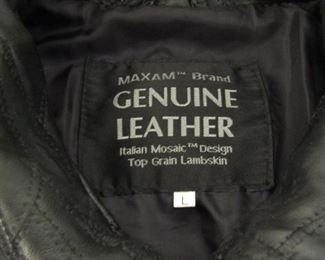 MAXAM™ Brand
GENUINE
LEATHER
Italian Mosaic™ Design
Top Grain Lambskin
L